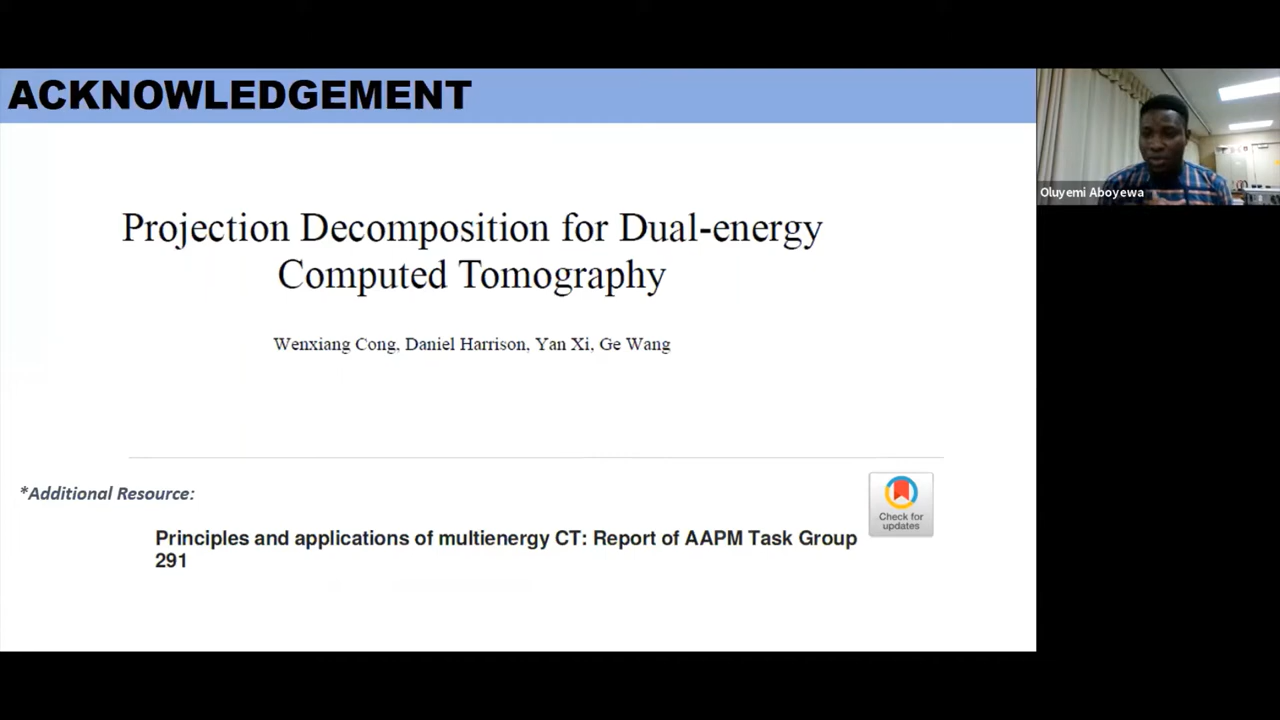 ACKNOWLEDGEMENT
Oluyemi Aboyewa
Projection Decomposition for Dual-energy
Computed Tomography
Wenxiang Cong, Daniel Harrison, Yan Xi, Ge Wang
*Additional Resource:
Check for
updates
Principles and applications of multienergy CT: Report of AAPM Task Group
291